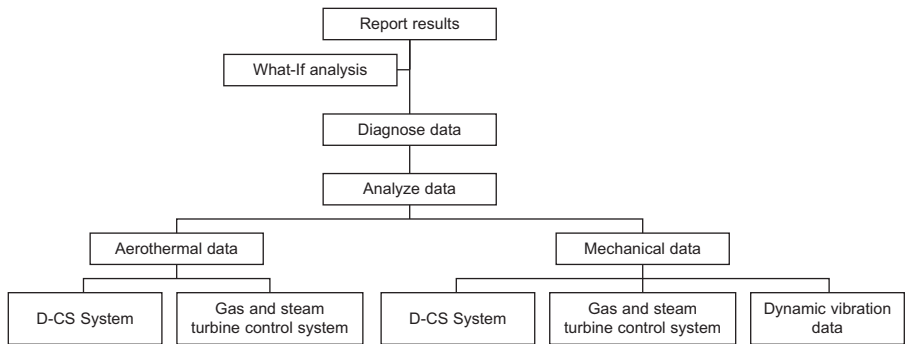 Report results
What-If analysis
Diagnose data
Analyze data
Aerothermal data
Mechanical data
D-CS System
Gas and steam
turbine control system
D-CS System
Gas and steam
turbine control system
Dynamic vibration
data